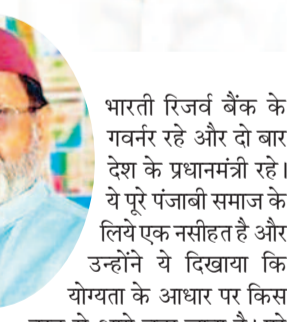 भारती रिजर्व बैंक के
गवर्नर रहे और दो बार
देश के प्रधानमंत्री रहे।
ये पूरे पंजाबी समाज के
लिये एक नसीहत है और
उन्होंने ये दिखाया कि
योग्यता के आधार पर किस